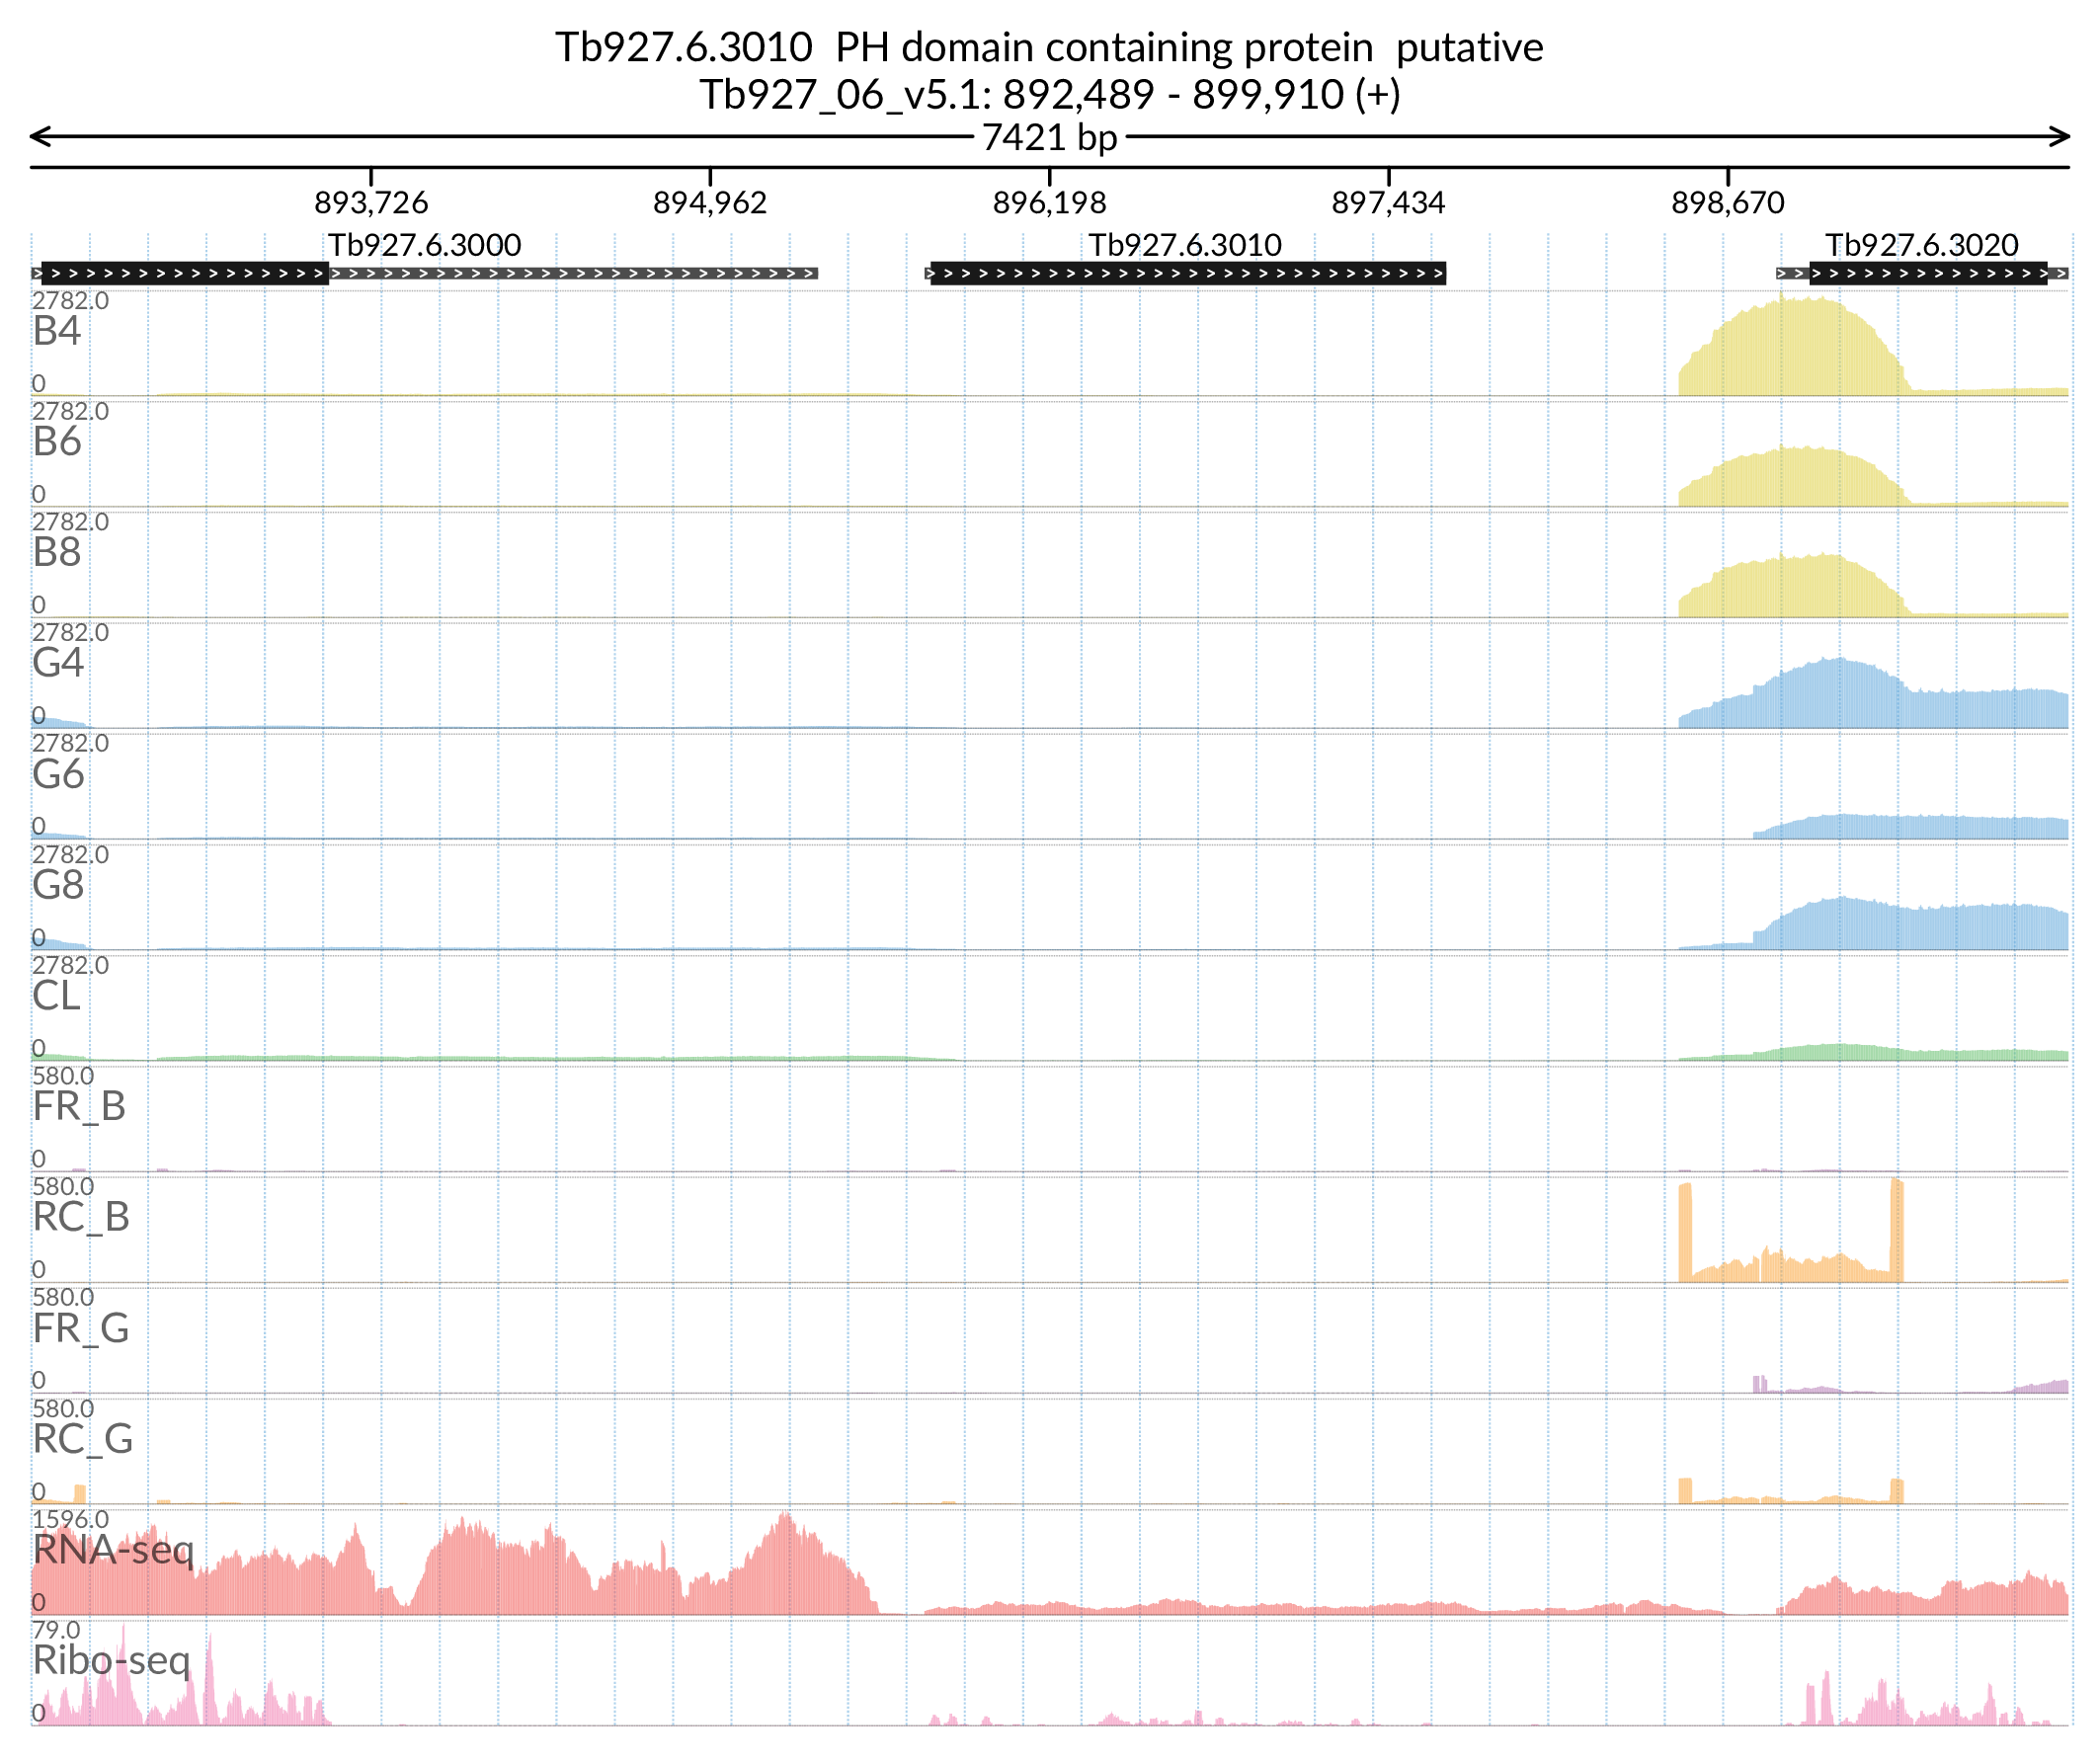 Tb927.6.3010  PH domain containing protein  putative
Tb927_06_v5.1: 892,489 - 899,910 (+)
7421 bp
893,726 894,962 896,198 897,434 898,670
Tb927.6.3000 Tb927.6.3010 Tb927.6.3020
2782.0
B4
0
2782.0
B6
0
2782.0
B8
0
2782.0
G4
0
2782.0
G6
0
2782.0
G8
0
2782.0
CL
0
580.0
FR_B
0
580.0
RC_B
0
580.0
FR_G
0
580.0
RC_G
0
1596.0
RNA-seq
0
79.0
Ribo-seq
0